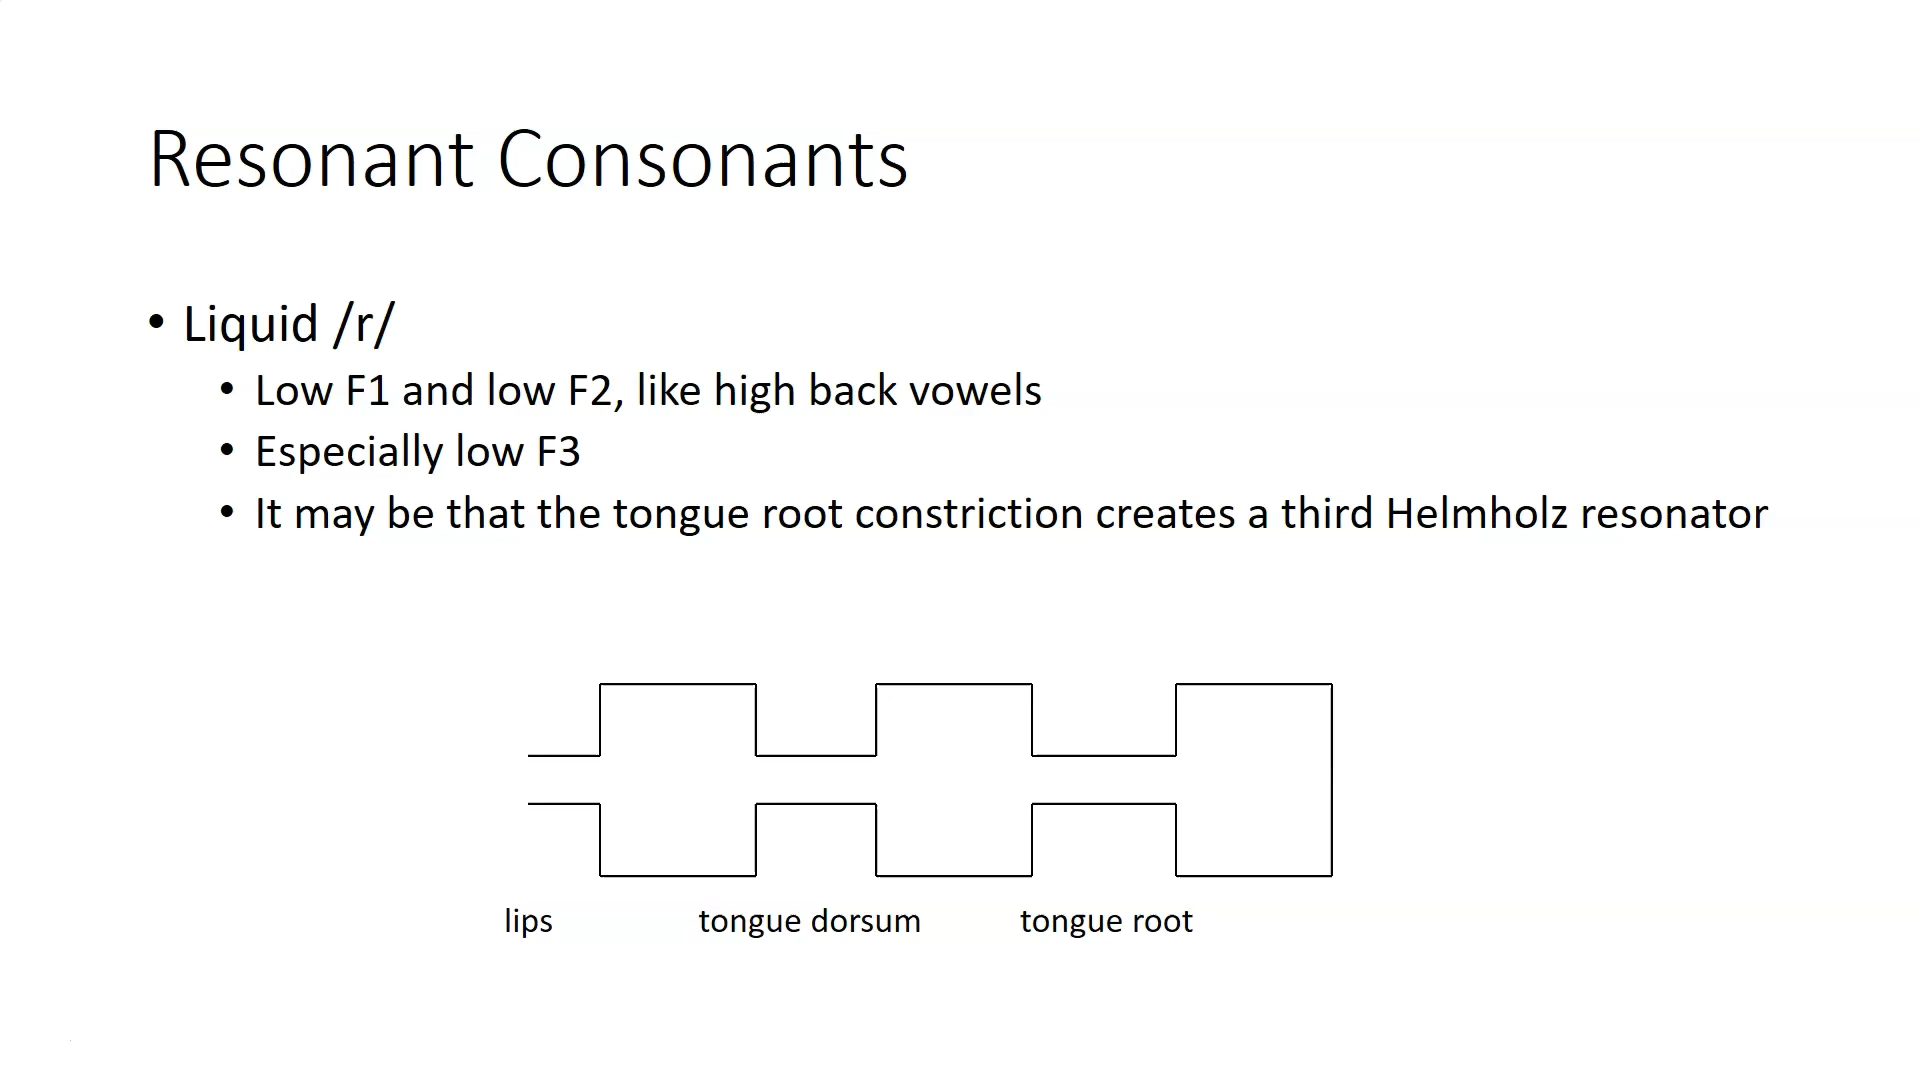 Resonant Consonants
• Liquid /r/
• Low F1 and low F2, like high back vowels
• Especially low F3
• It may be that the tongue root constriction creates a third Helmholz resonator
lips tongue dorsum tongue root